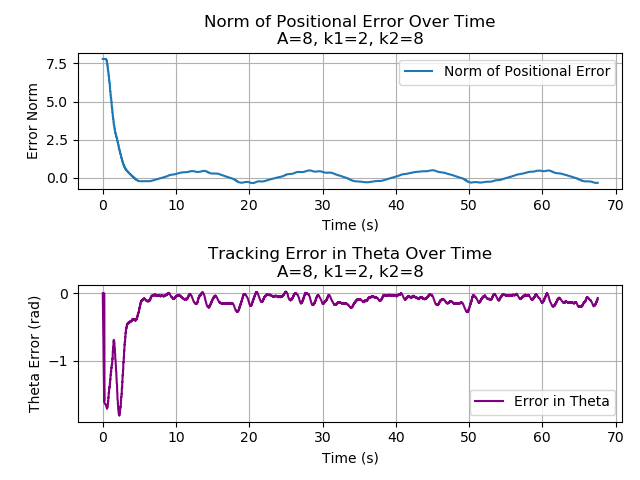 Norm of Positional Error Over Time
A=8, k1=2, k2=8
Error Norm
7.5
5.0
2.5
0.0
Norm of Positional Error
0 10 20 30 40 50 60 70
Time (s)
Tracking Error in Theta Over Time
A=8, k1=2, k2=8
Theta Error (rad)
0
−1
Error in Theta
0 10 20 30 40 50 60 70
Time (s)